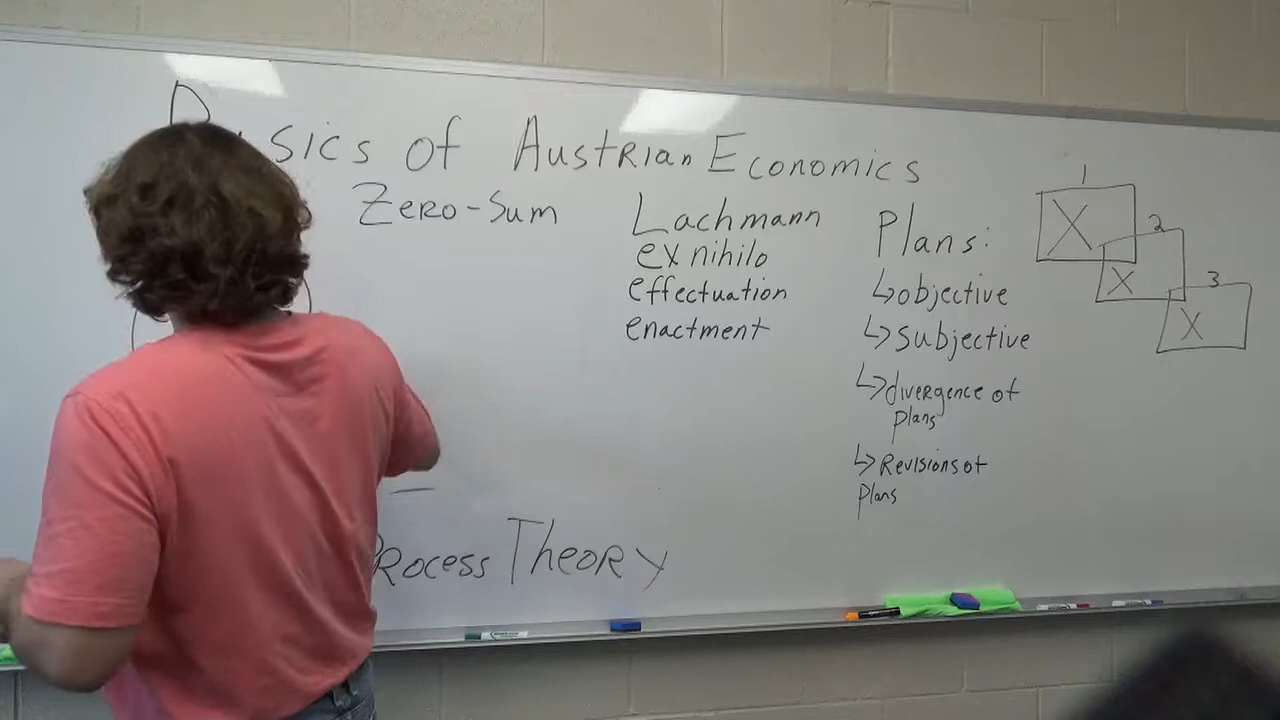 sics of Austrian Economics
Zero-Sum
Lachmann
ex nihilo
effectuation
enactment
Plans:
↳objective
↳Subjective
↳divergence of
Plans
↳Revisions of
Plans
1
X
2
X
3
X
Process Theory